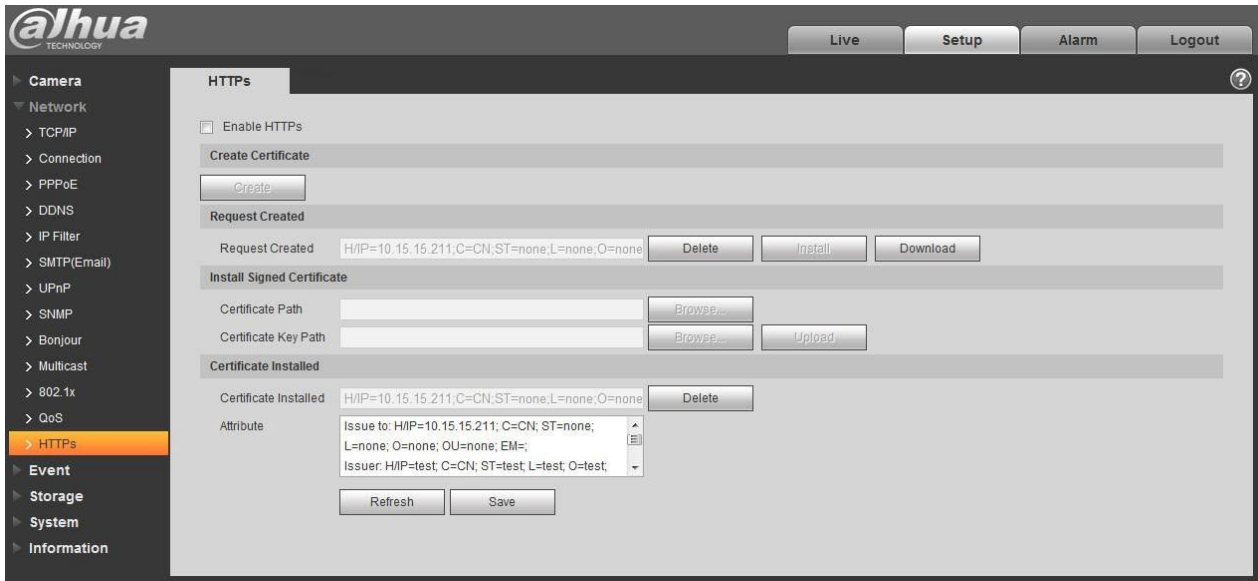 alhua
TECHNOLOGY
Live
Setup
Alarm
Logout
Camera
Network
TCP/IP
Connection
PPPoE
DDNS
IP Filter
SMTP(Email)
UPnP
SNMP
Bonjour
Multicast
802.1x
QoS
HTTPs
Event
Storage
System
Information
HTTPs
?
Enable HTTPs
Create Certificate
Create
Request Created
Request Created H/IP=10.15.15.211;C=CN;ST=none;L=none;O=none Delete Install Download
Install Signed Certificate
Certificate Path Browse...
Certificate Key Path Browse... Upload
Certificate Installed
Certificate Installed H/IP=10.15.15.211;C=CN;ST=none;L=none;O=none Delete
Attribute Issue to: H/IP=10.15.15.211; C=CN; ST=none;
L=none; O=none; OU=none; EM=;
Issuer: H/IP=test; C=CN; ST=test; L=test; O=test;
Refresh Save